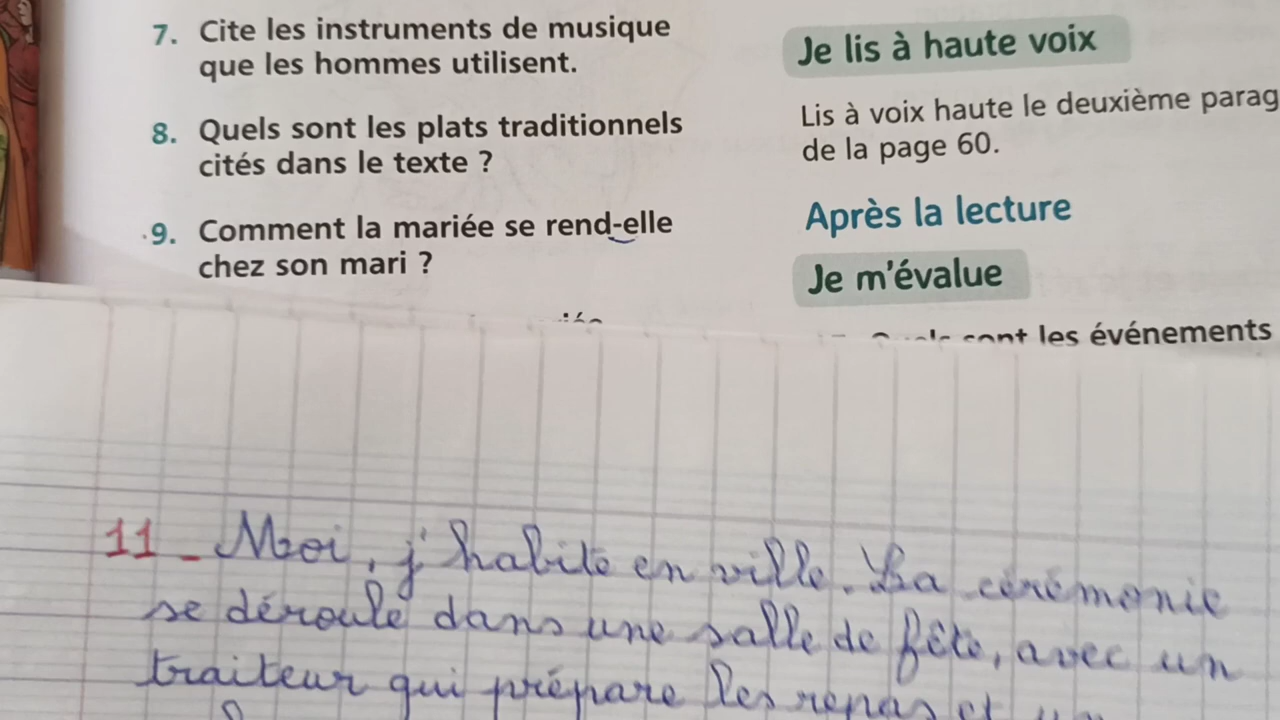 7. Cite les instruments de musique
que les hommes utilisent.
8. Quels sont les plats traditionnels
cités dans le texte ?
9. Comment la mariée se rend-elle
chez son mari ?
Je lis à haute voix
Lis à voix haute le deuxième parag
de la page 60.
Après la lecture
Je m'évalue
sont les événements
11 - Moi, j'habite en ville. La cérémonie
se déroule dans une salle de fête, avec un
traiteur qui prépare les repas et un